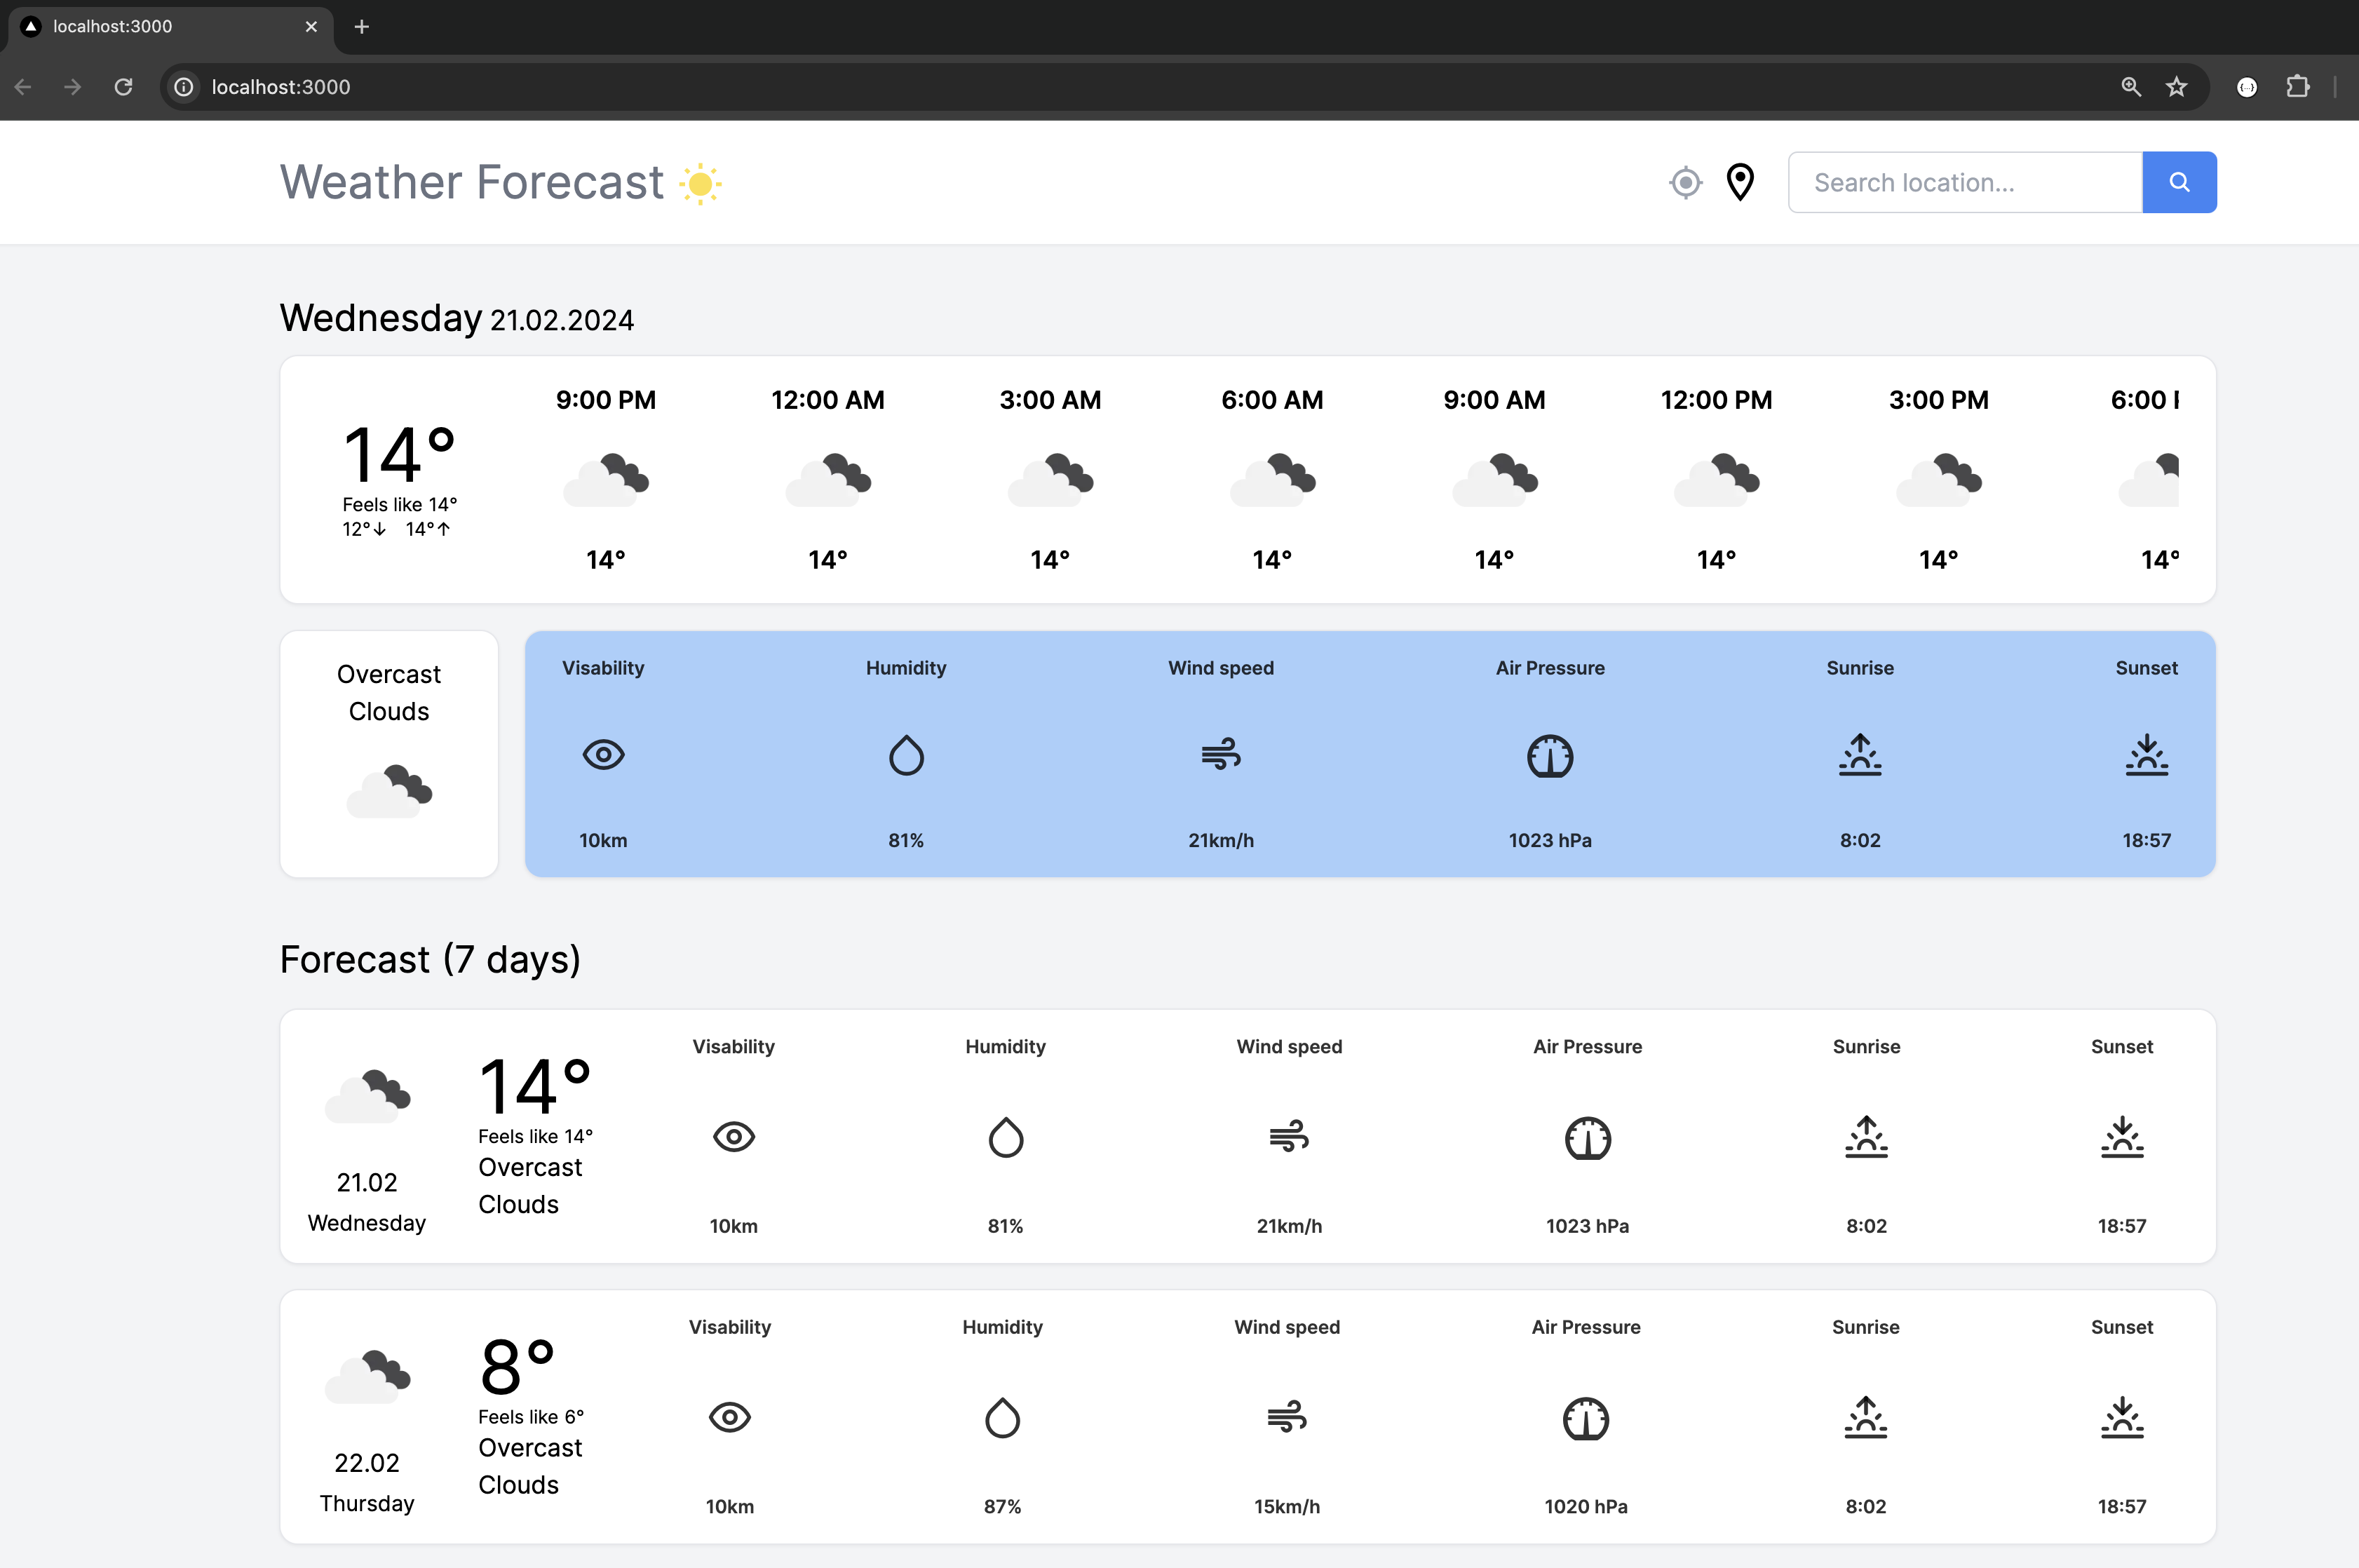 localhost:3000
localhost:3000
Weather Forecast
Search location...
Wednesday 21.02.2024
9:00 PM 12:00 AM 3:00 AM 6:00 AM 9:00 AM 12:00 PM 3:00 PM 6:00
14°
Feels like 14°
12°↓ 14°↑
14° 14° 14° 14° 14° 14° 14° 14°
Overcast
Clouds
Visability Humidity Wind speed Air Pressure Sunrise Sunset
10km 81% 21km/h 1023 hPa 8:02 18:57
Forecast (7 days)
21.02
Wednesday
14°
Feels like 14°
Overcast
Clouds
Visability Humidity Wind speed Air Pressure Sunrise Sunset
10km 81% 21km/h 1023 hPa 8:02 18:57
22.02
Thursday
8°
Feels like 6°
Overcast
Clouds
Visability Humidity Wind speed Air Pressure Sunrise Sunset
10km 87% 15km/h 1020 hPa 8:02 18:57